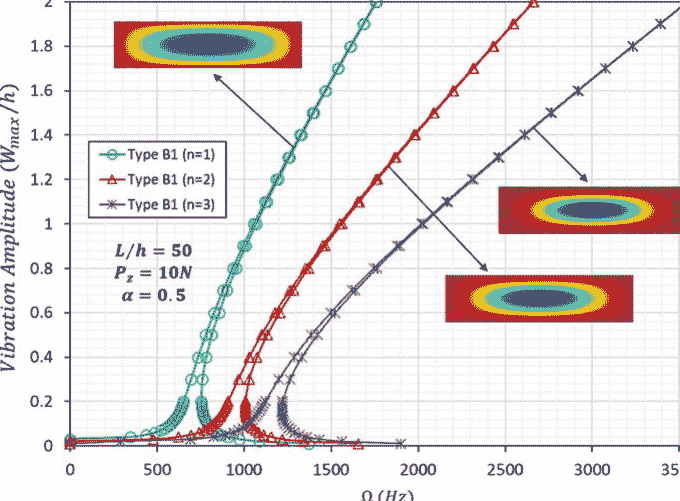 2
1.8
1.6
1.4
1.2
1
0.8
0.6
0.4
0.2
0
Vibration Amplitude (Wmax/h)
Type B1 (n=1)
Type B1 (n=2)
Type B1 (n=3)
L/h = 50
Pz = 10N
α = 0.5
0 500 1000 1500 2000 2500 3000
Ω (Hz)